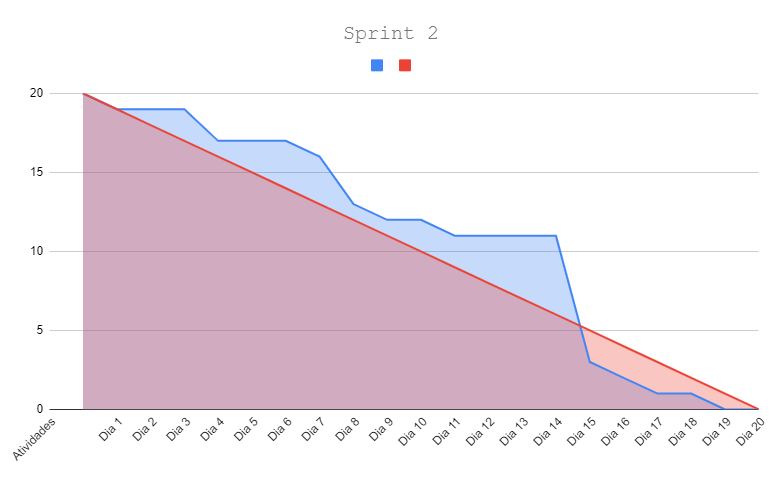 Sprint 2
20
15
10
5
0
Atividades
Dia 1
Dia 2
Dia 3
Dia 4
Dia 5
Dia 6
Dia 7
Dia 8
Dia 9
Dia 10
Dia 11
Dia 12
Dia 13
Dia 14
Dia 15
Dia 16
Dia 17
Dia 18
Dia 19
Dia 20